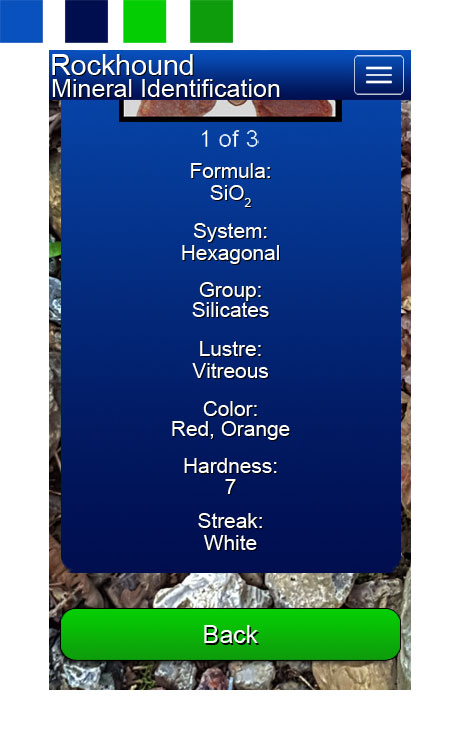 Rockhound
Mineral Identification
1 of 3
Formula:
SiO₂
System:
Hexagonal
Group:
Silicates
Lustre:
Vitreous
Color:
Red, Orange
Hardness:
7
Streak:
White
Back